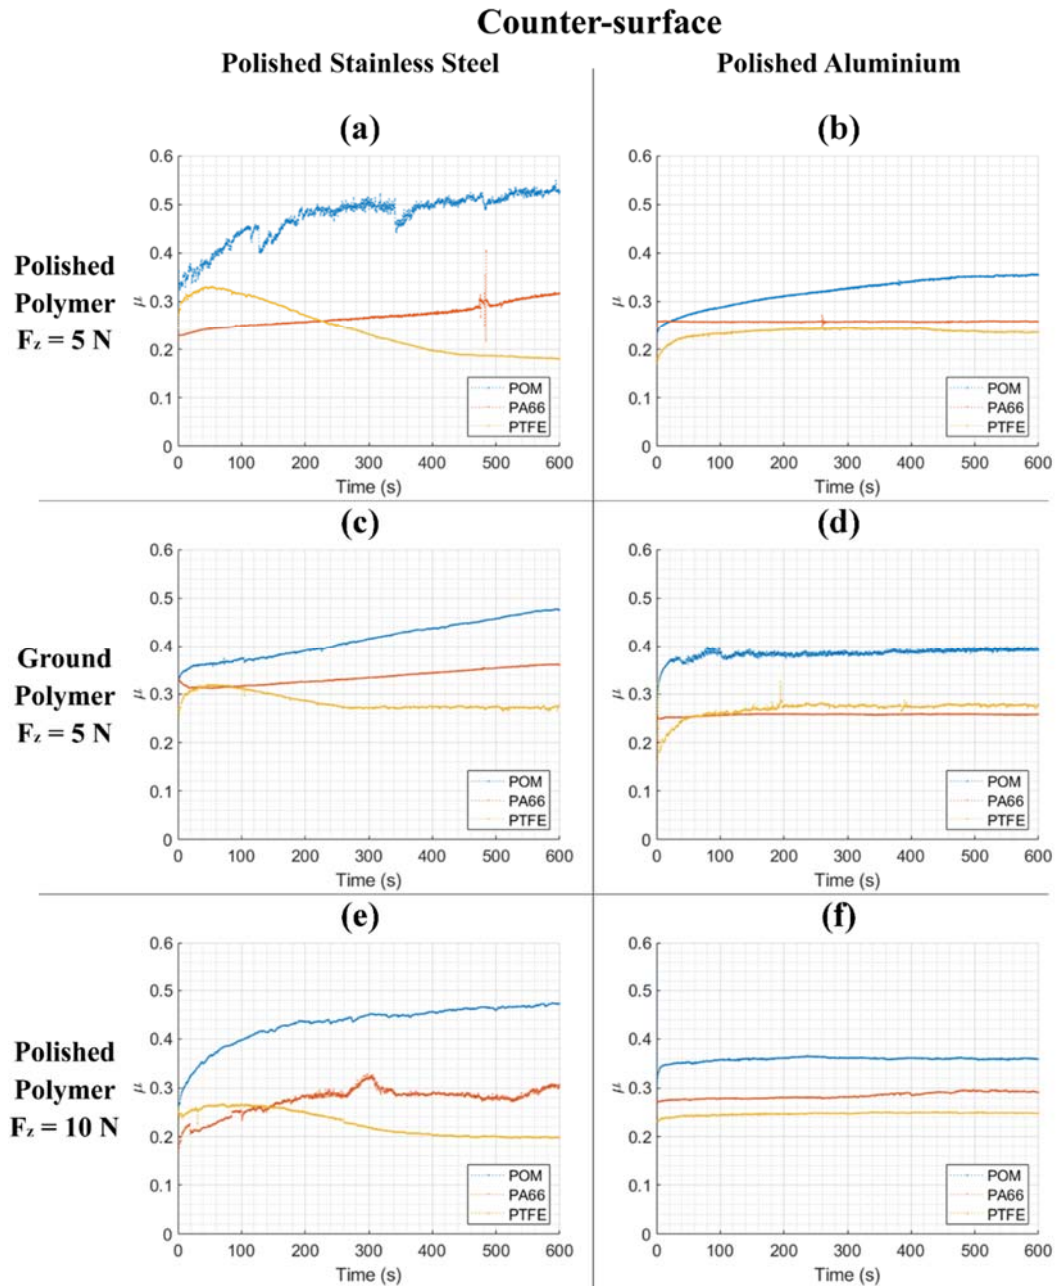 Counter-surface
Polished Stainless Steel
Polished Aluminium
(a)
(b)
Polished
Polymer
Fz = 5 N
0.6
0.5
0.4
0.3
0.2
0.1
0
μ
0 100 200 300 400 500 600
Time (s)
POM
PA66
PTFE
0.6
0.5
0.4
0.3
0.2
0.1
0
μ
0 100 200 300 400 500 600
Time (s)
POM
PA66
PTFE
(c)
(d)
Ground
Polymer
Fz = 5 N
0.6
0.5
0.4
0.3
0.2
0.1
0
μ
0 100 200 300 400 500 600
Time (s)
POM
PA66
PTFE
0.6
0.5
0.4
0.3
0.2
0.1
0
μ
0 100 200 300 400 500 600
Time (s)
POM
PA66
PTFE
(e)
(f)
Polished
Polymer
Fz = 10 N
0.6
0.5
0.4
0.3
0.2
0.1
0
μ
0 100 200 300 400 500 600
Time (s)
POM
PA66
PTFE
0.6
0.5
0.4
0.3
0.2
0.1
0
μ
0 100 200 300 400 500 600
Time (s)
POM
PA66
PTFE